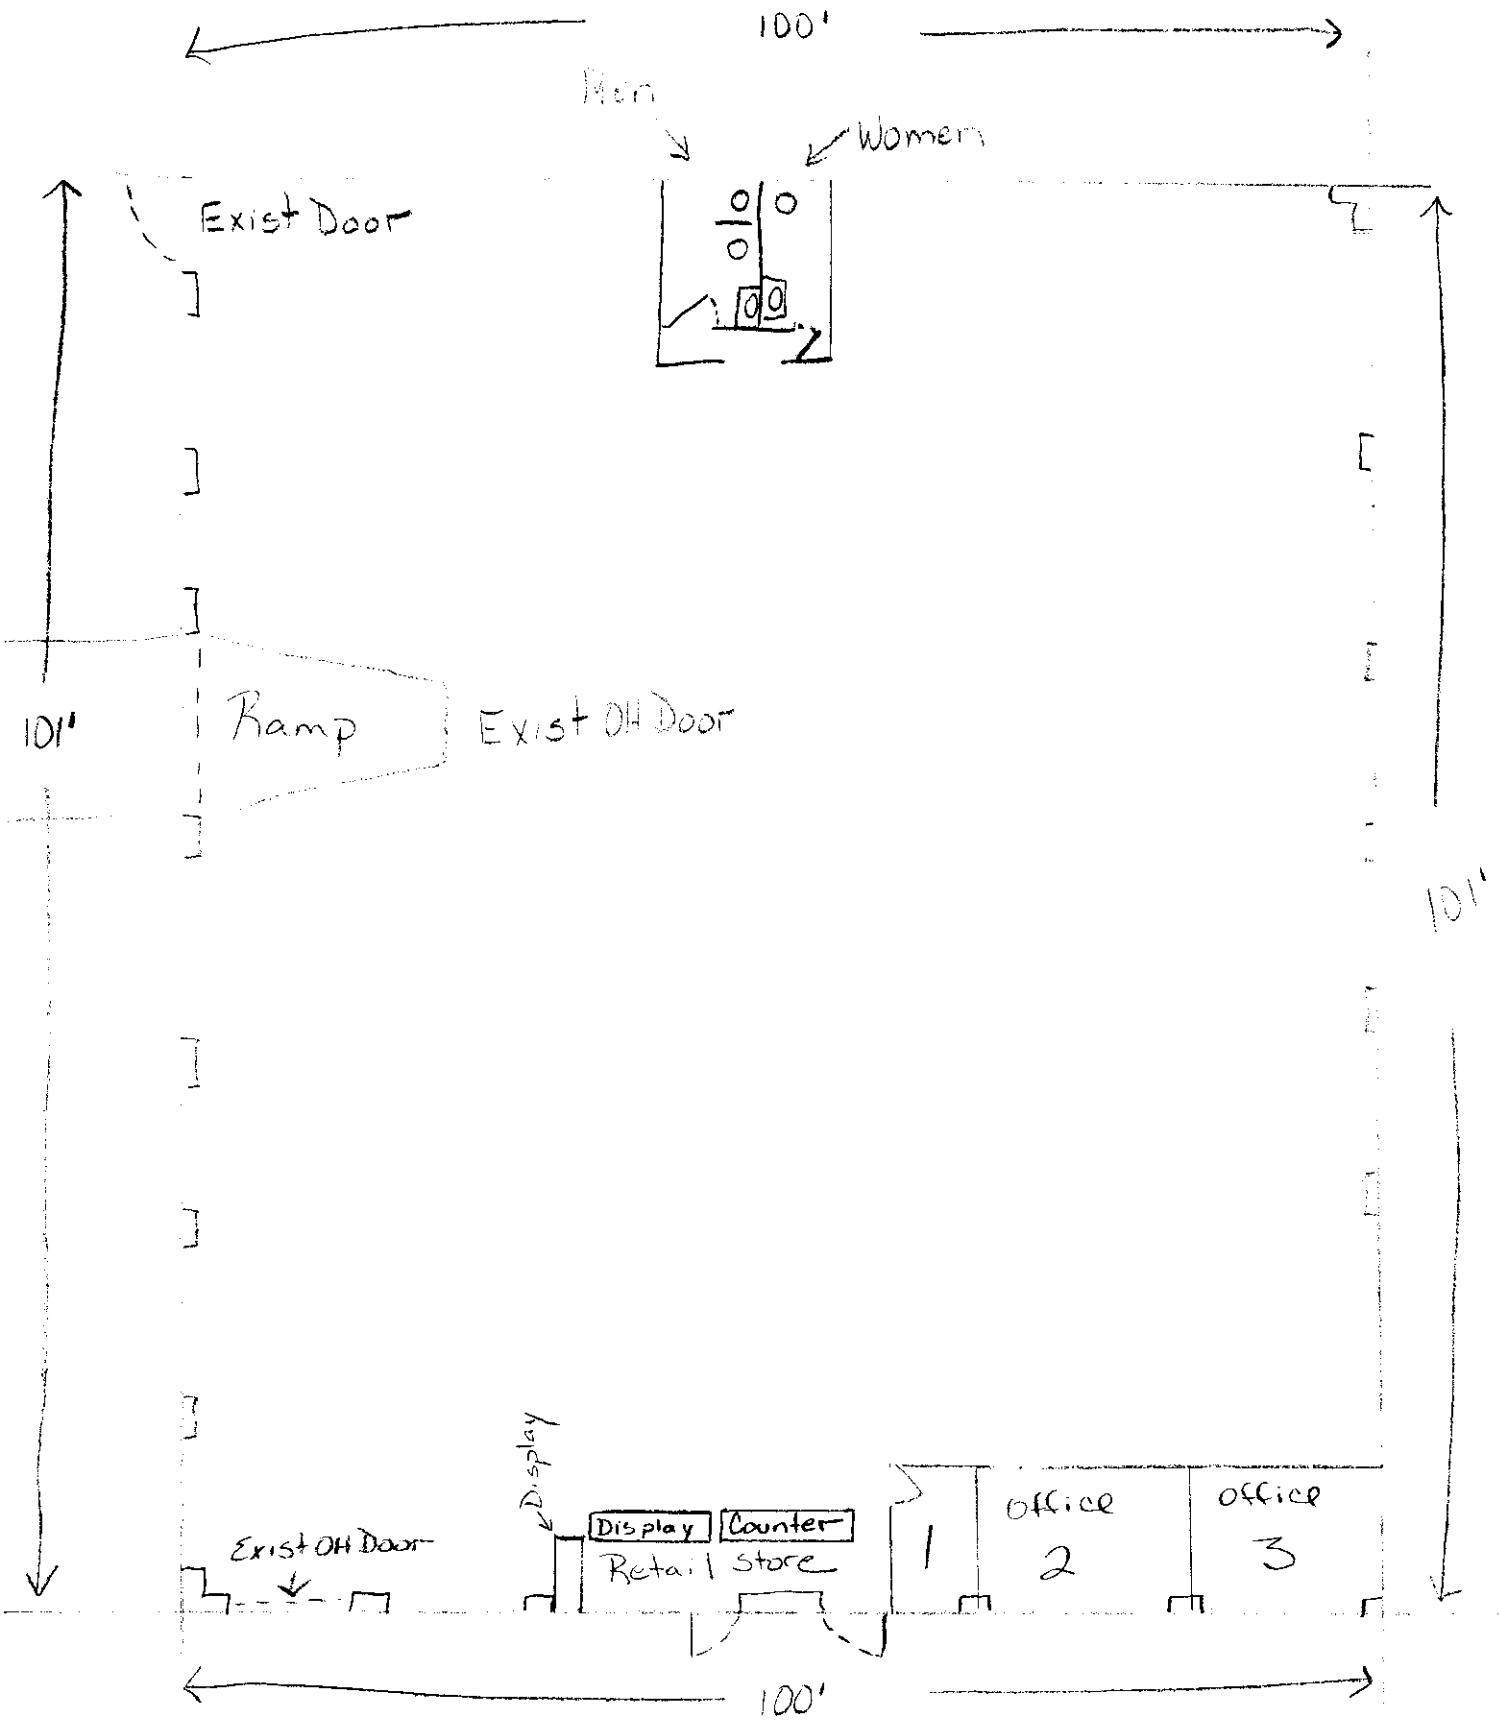 100'
Men
Women
Exist Door
101'
Ramp
Exist OH Door
101'
Display
Display
Counter
Retail Store
Exist OH Door
1
Office
2
Office
3
100'